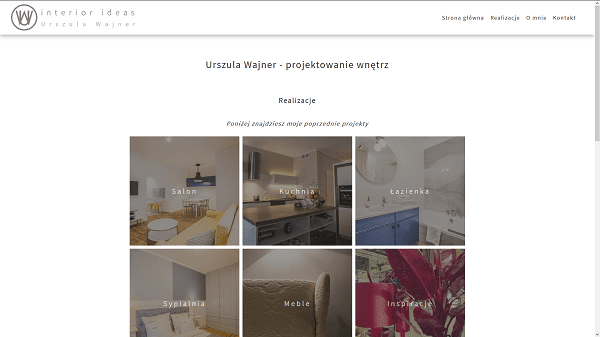 interior ideas
Urszula Wajner
Strona główna Realizacje O mnie Kontakt
Urszula Wajner - projektowanie wnętrz
Realizacje
Poniżej znajdziesz moje poprzednie projekty
Salon Kuchnia Łazienka
Sypialnia Meble Inspiracje